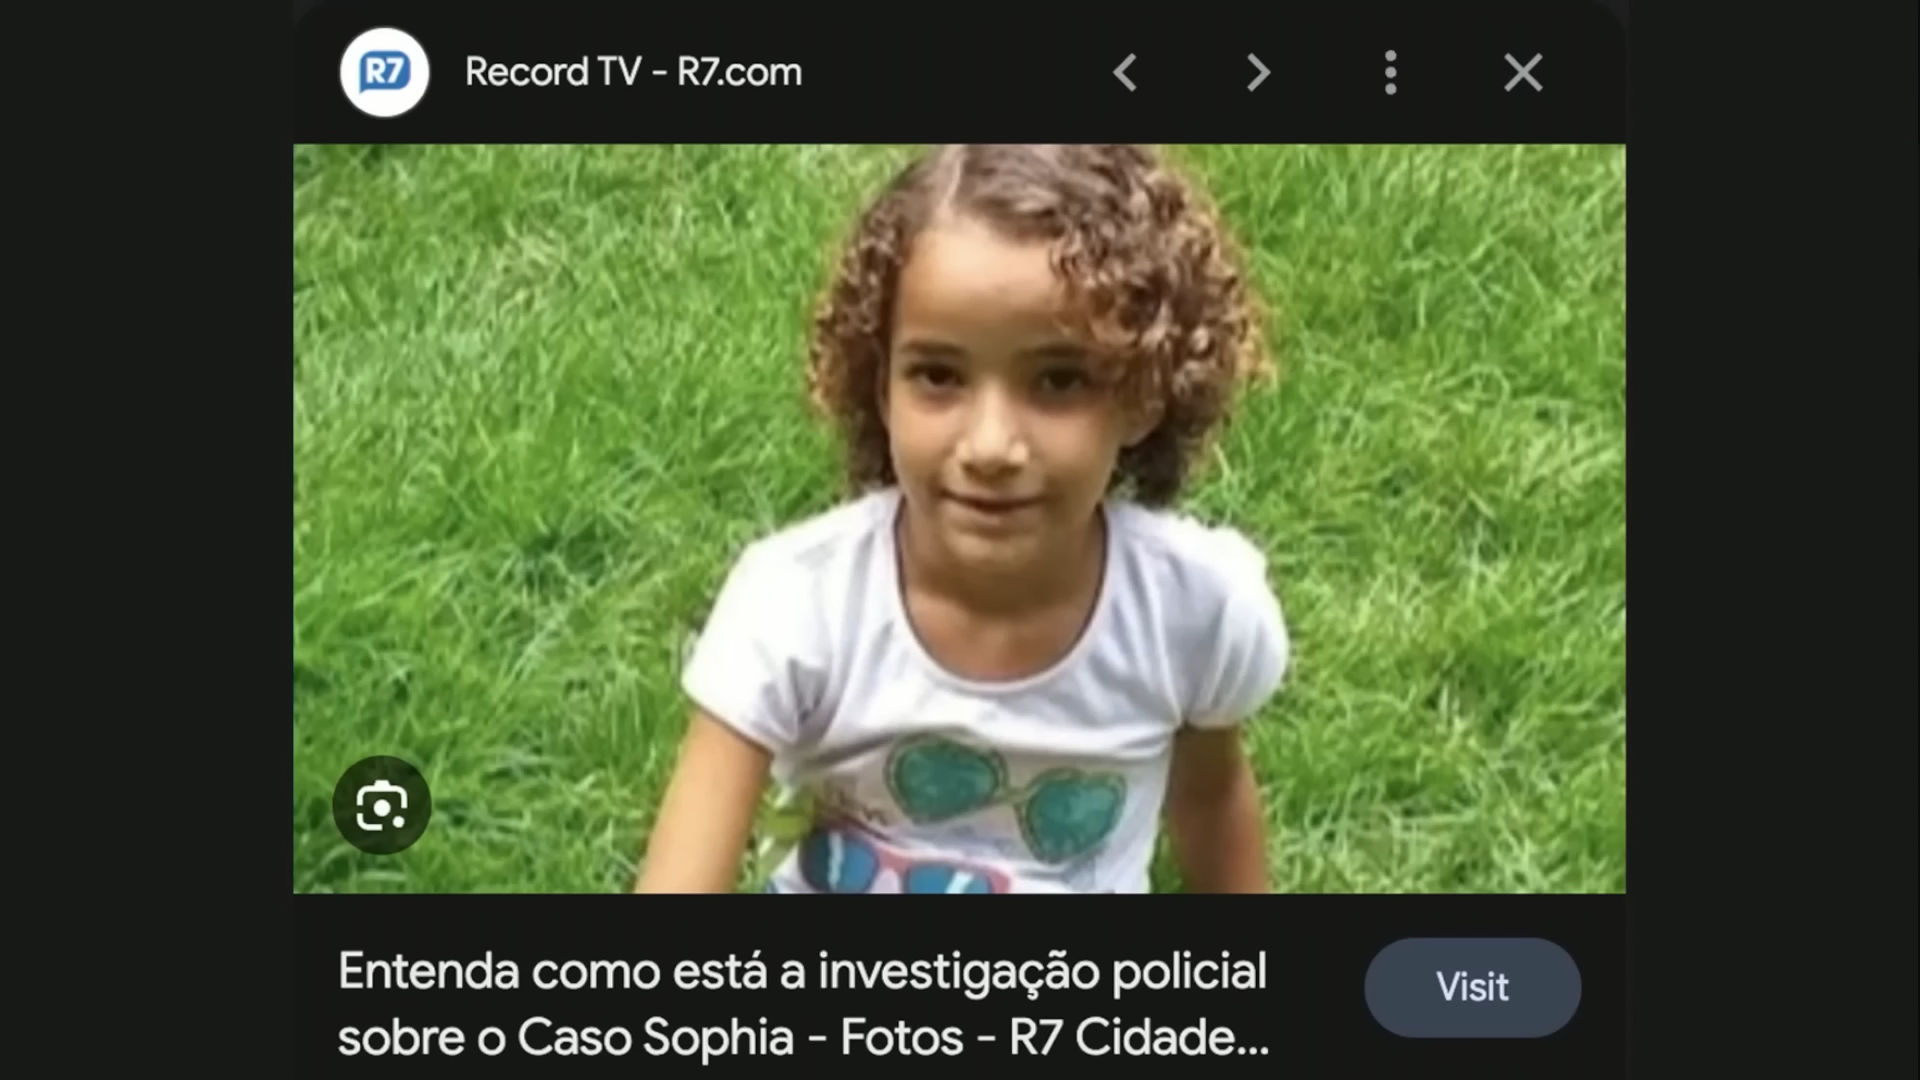 R7 Record TV - R7.com
Entenda como está a investigação policial
sobre o Caso Sophia - Fotos - R7 Cidade...
Visit